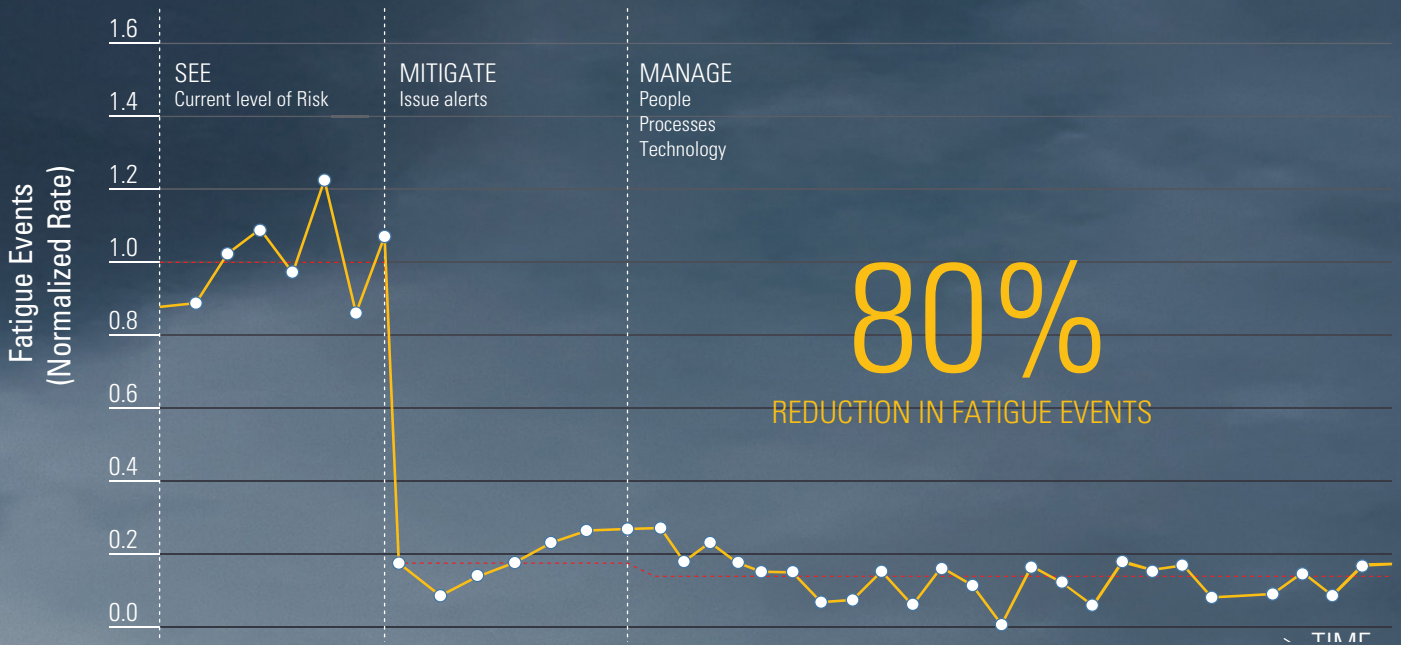 1.6
1.4
1.2
1.0
0.8
0.6
0.4
0.2
0.0
Fatigue Events
(Normalized Rate)
SEE
Current level of Risk
MITIGATE
Issue alerts
MANAGE
People
Processes
Technology
80%
REDUCTION IN FATIGUE EVENTS
> TIME